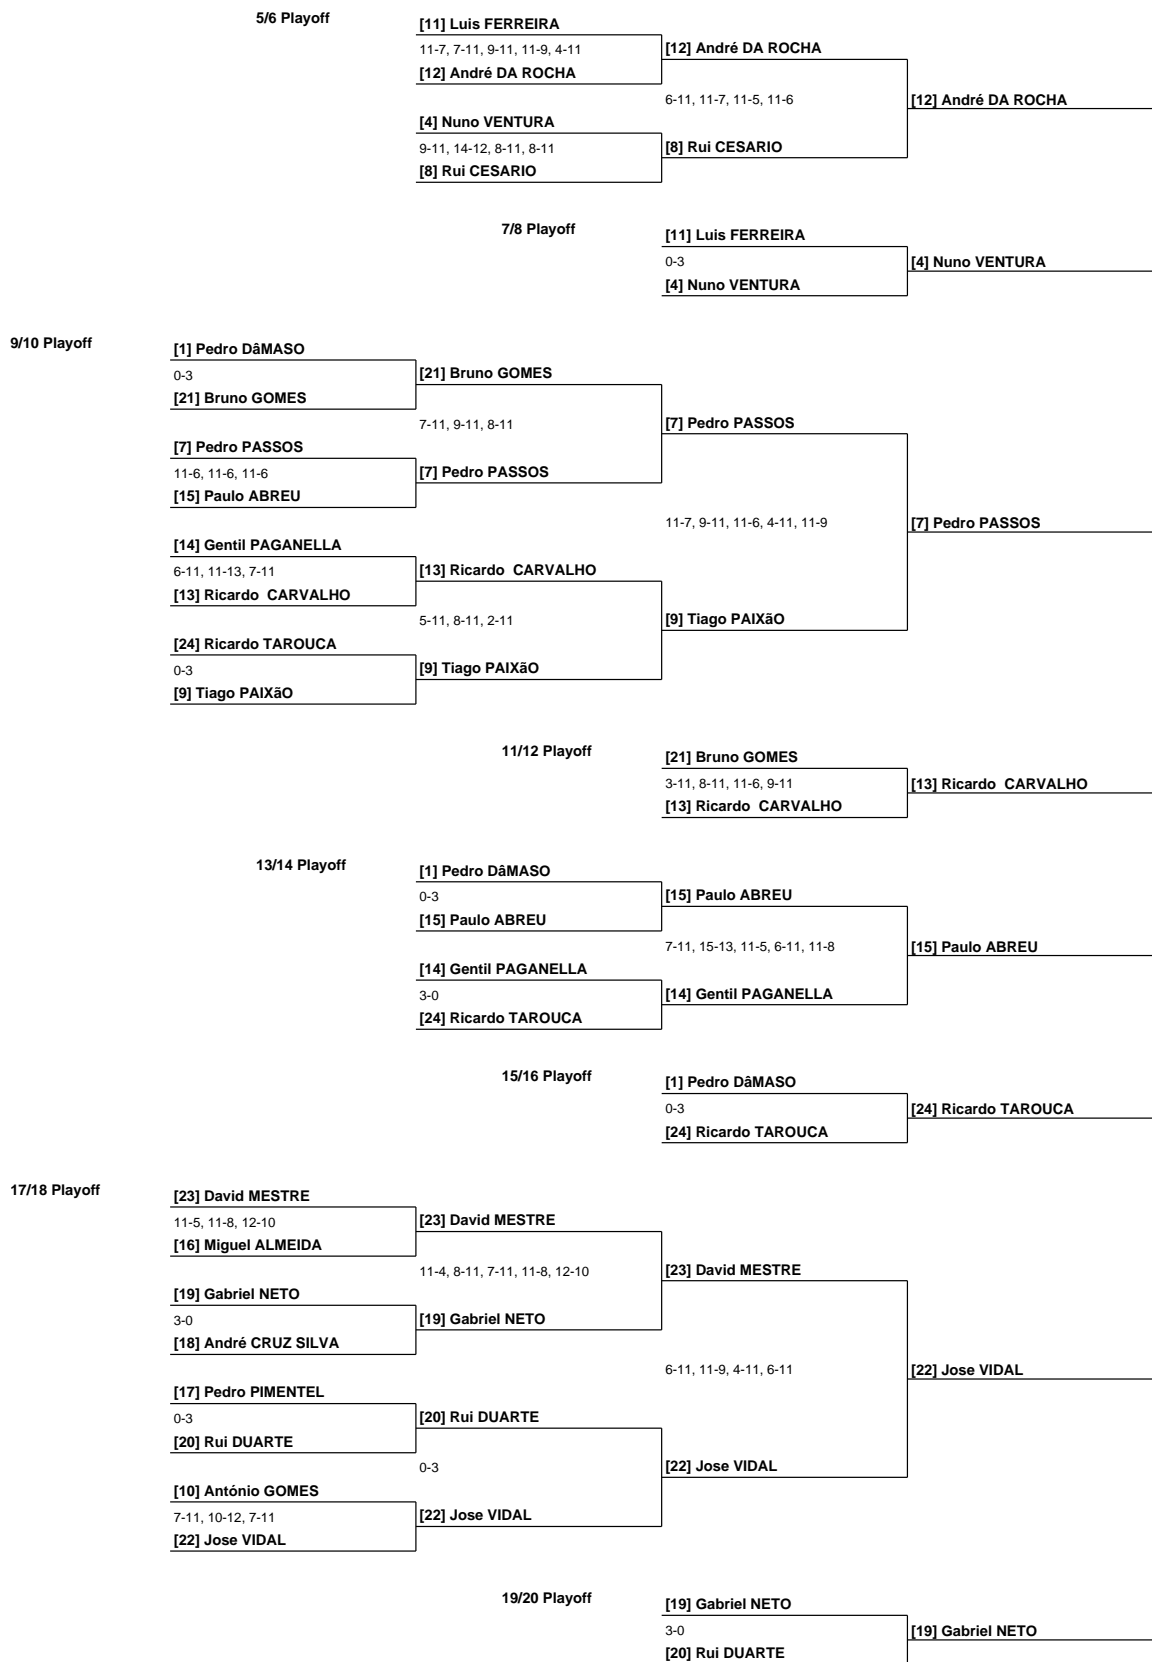 5/6 Playoff
[11] Luis FERREIRA
11-7, 7-11, 9-11, 11-9, 4-11
[12] André DA ROCHA
[12] André DA ROCHA
6-11, 11-7, 11-5, 11-6
[12] André DA ROCHA
[4] Nuno VENTURA
9-11, 14-12, 8-11, 8-11
[8] Rui CESARIO
[8] Rui CESARIO
7/8 Playoff
[11] Luis FERREIRA
0-3
[4] Nuno VENTURA
[4] Nuno VENTURA
9/10 Playoff
[1] Pedro DâMASO
0-3
[21] Bruno GOMES
[21] Bruno GOMES
7-11, 9-11, 8-11
[7] Pedro PASSOS
[7] Pedro PASSOS
11-6, 11-6, 11-6
[7] Pedro PASSOS
[15] Paulo ABREU
11-7, 9-11, 11-6, 4-11, 11-9
[7] Pedro PASSOS
[14] Gentil PAGANELLA
6-11, 11-13, 7-11
[13] Ricardo  CARVALHO
[13] Ricardo  CARVALHO
5-11, 8-11, 2-11
[9] Tiago PAIXãO
[24] Ricardo TAROUCA
0-3
[9] Tiago PAIXãO
[9] Tiago PAIXãO
11/12 Playoff
[21] Bruno GOMES
3-11, 8-11, 11-6, 9-11
[13] Ricardo  CARVALHO
[13] Ricardo  CARVALHO
13/14 Playoff
[1] Pedro DâMASO
0-3
[15] Paulo ABREU
[15] Paulo ABREU
7-11, 15-13, 11-5, 6-11, 11-8
[15] Paulo ABREU
[14] Gentil PAGANELLA
3-0
[14] Gentil PAGANELLA
[24] Ricardo TAROUCA
15/16 Playoff
[1] Pedro DâMASO
0-3
[24] Ricardo TAROUCA
[24] Ricardo TAROUCA
17/18 Playoff
[23] David MESTRE
11-5, 11-8, 12-10
[23] David MESTRE
[16] Miguel ALMEIDA
11-4, 8-11, 7-11, 11-8, 12-10
[23] David MESTRE
[19] Gabriel NETO
3-0
[19] Gabriel NETO
[18] André CRUZ SILVA
6-11, 11-9, 4-11, 6-11
[22] Jose VIDAL
[17] Pedro PIMENTEL
0-3
[20] Rui DUARTE
[20] Rui DUARTE
0-3
[22] Jose VIDAL
[10] António GOMES
7-11, 10-12, 7-11
[22] Jose VIDAL
[22] Jose VIDAL
19/20 Playoff
[19] Gabriel NETO
3-0
[19] Gabriel NETO
[20] Rui DUARTE